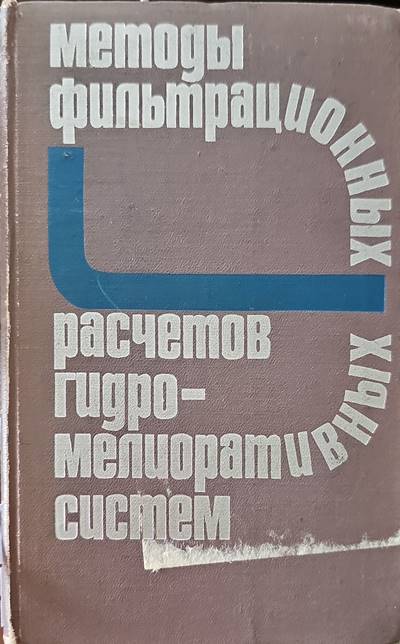 методы
фильтрационных
расчетов
гидро-
мелиоративных
систем